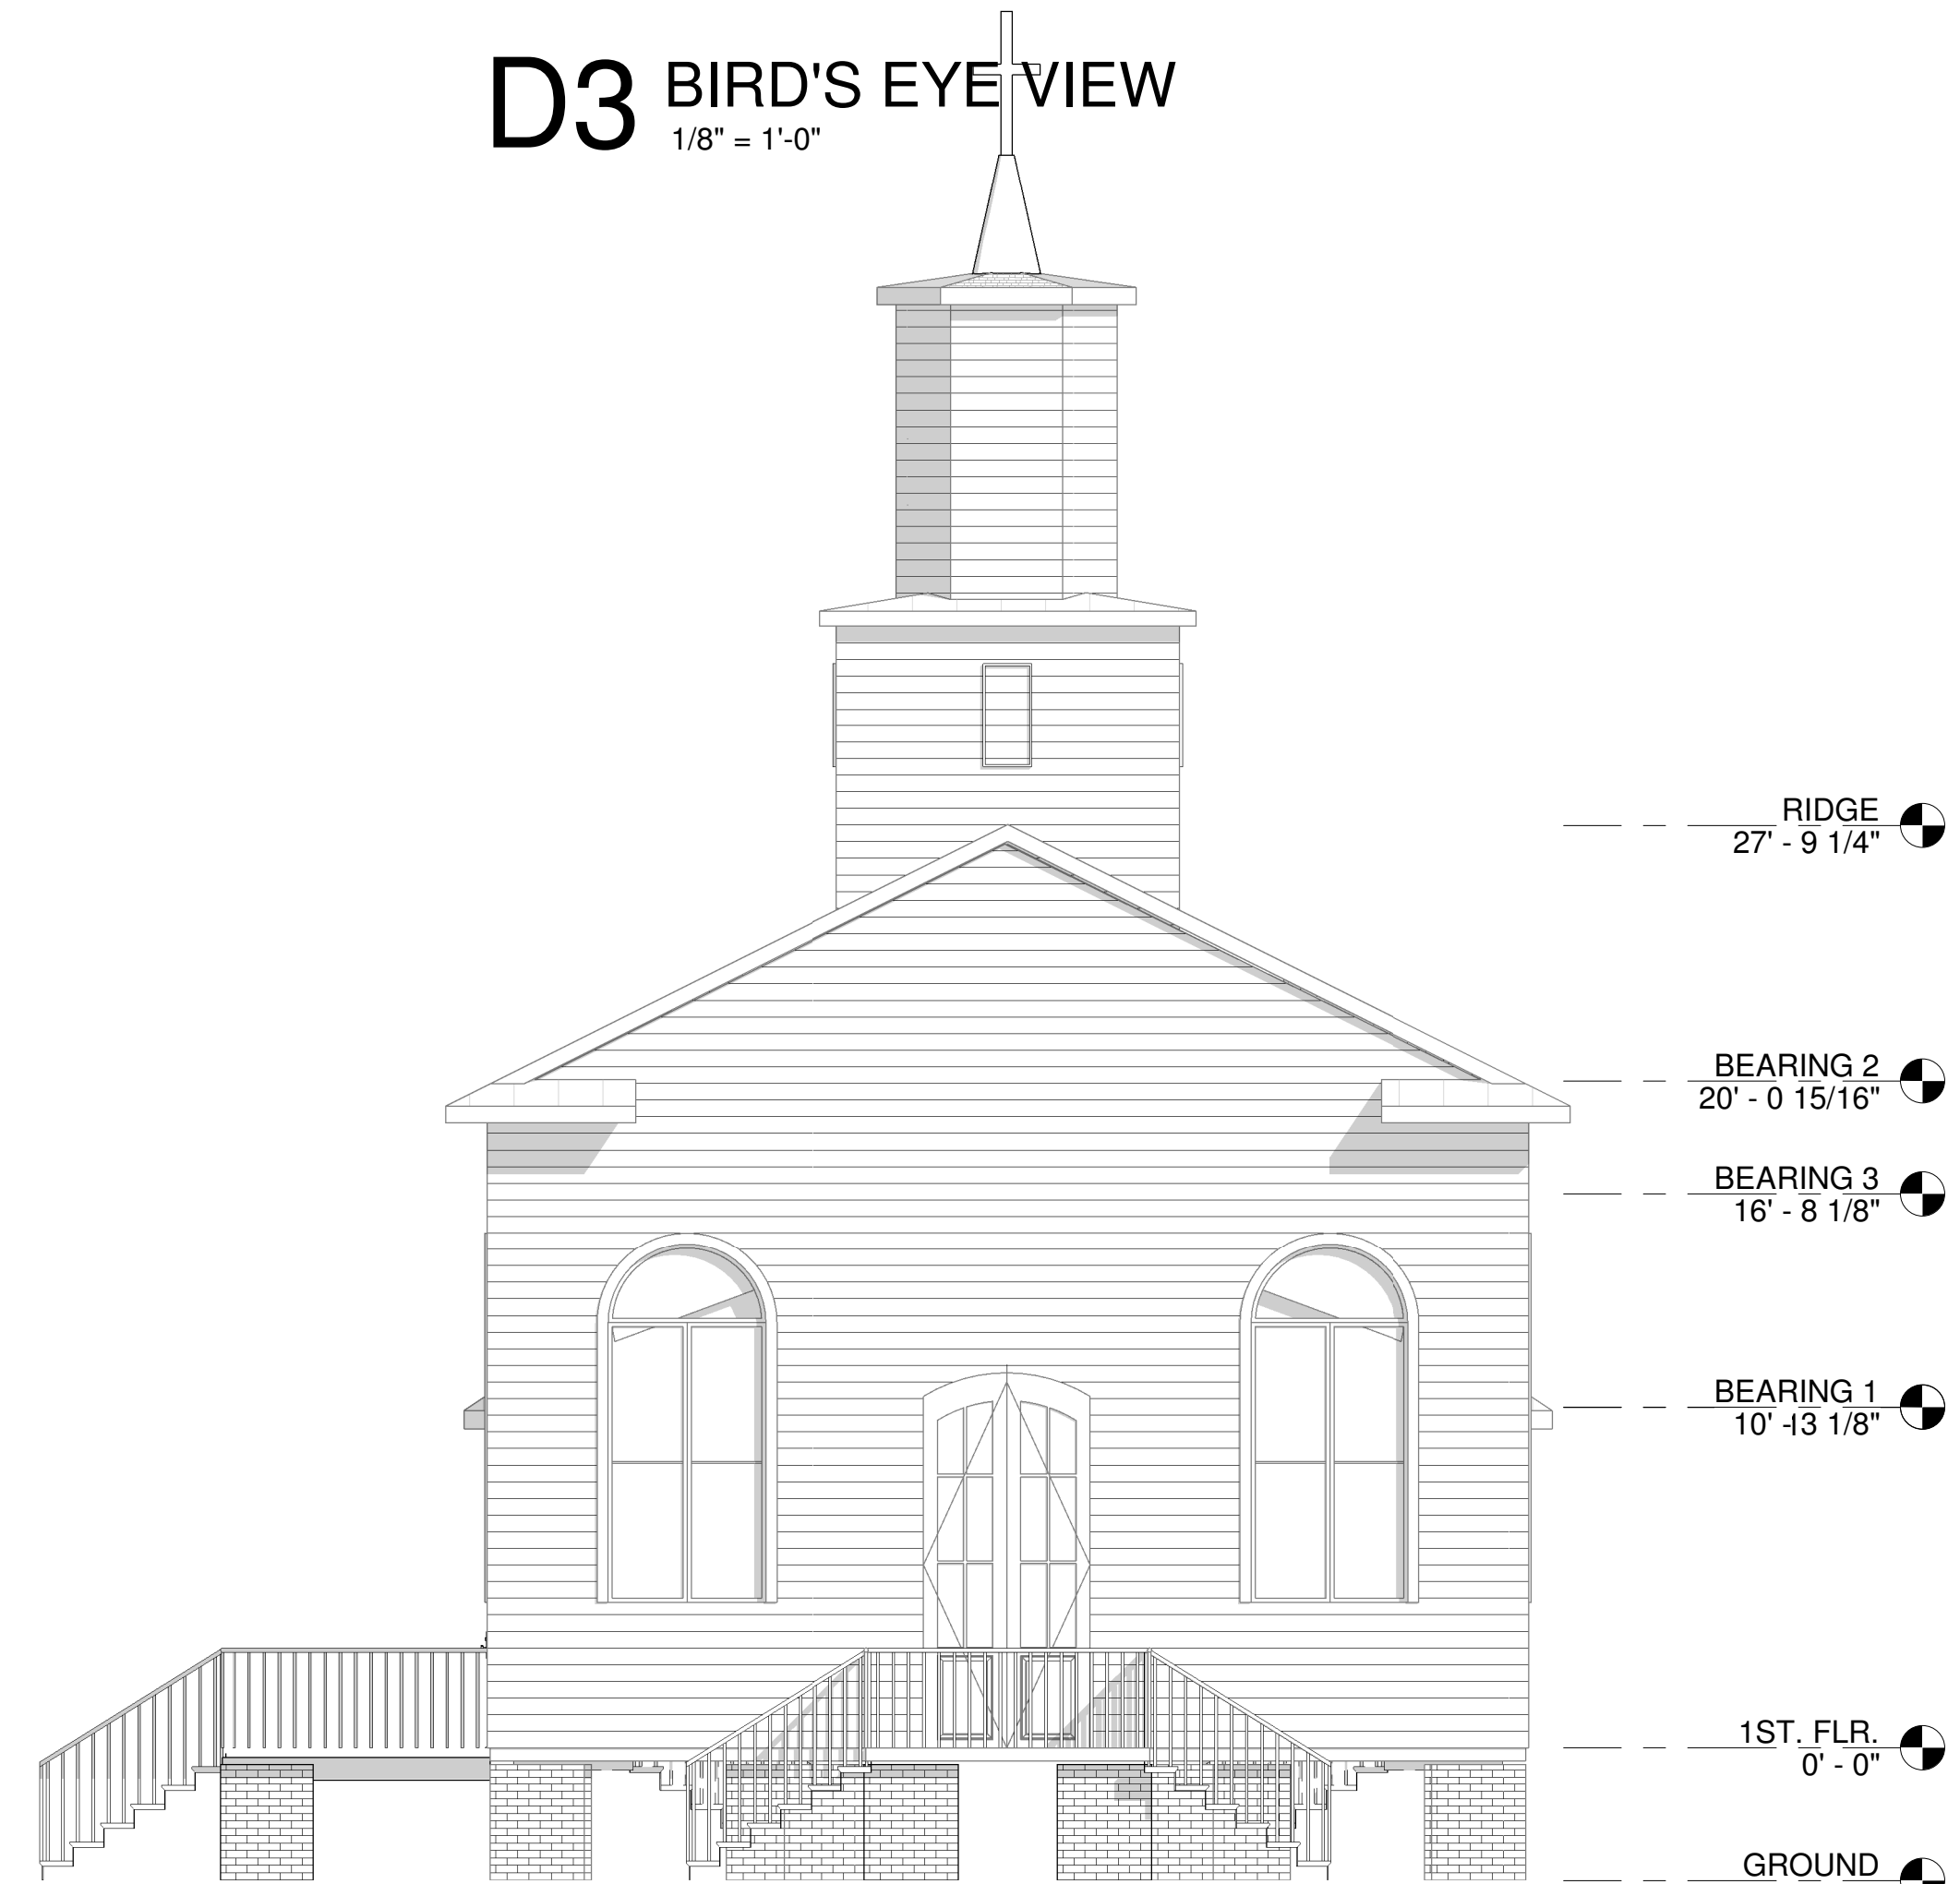 D3 BIRD'S EYE VIEW
1/8" = 1'-0"
RIDGE
27' - 9 1/4"
BEARING 2
20' - 0 15/16"
BEARING 3
16' - 8 1/8"
BEARING 1
10' - 3 1/8"
1ST. FLR.
0' - 0"
GROUND